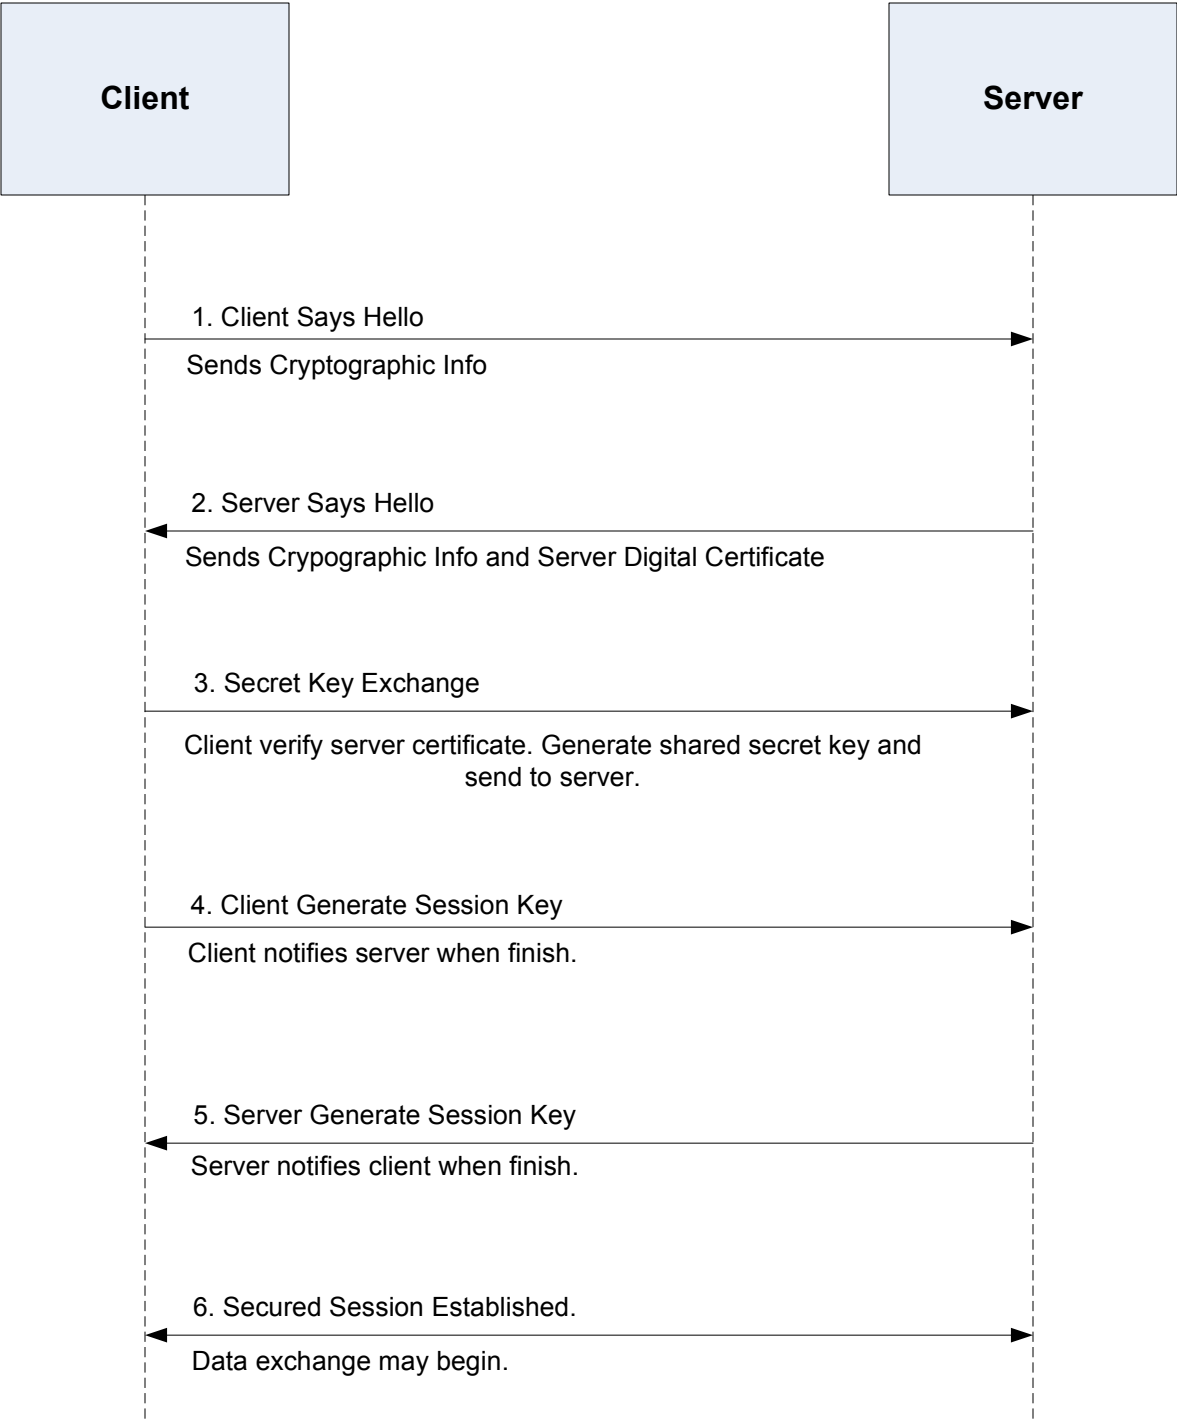 Client
Server
1. Client Says Hello
Sends Cryptographic Info
2. Server Says Hello
Sends Crypographic Info and Server Digital Certificate
3. Secret Key Exchange
Client verify server certificate. Generate shared secret key and
send to server.
4. Client Generate Session Key
Client notifies server when finish.
5. Server Generate Session Key
Server notifies client when finish.
6. Secured Session Established.
Data exchange may begin.